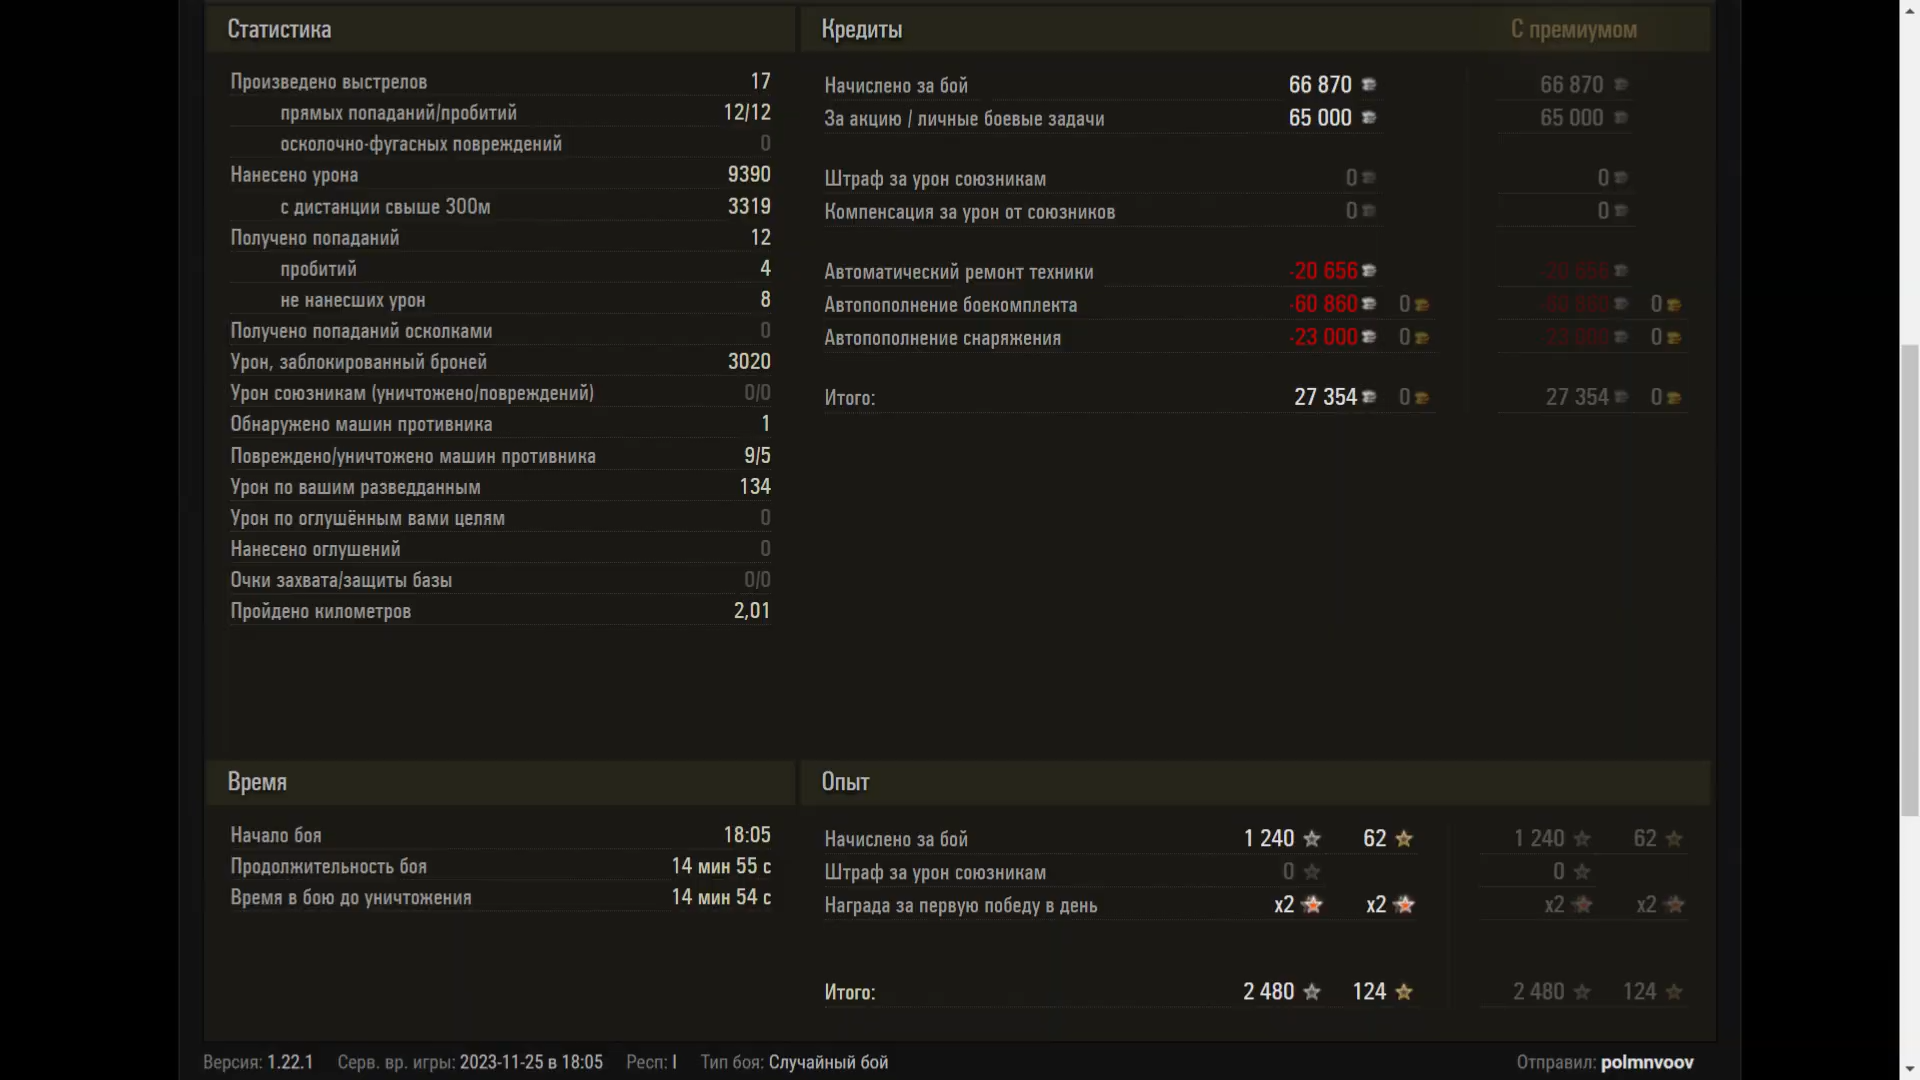 Статистика
Произведено выстрелов 17
прямых попаданий/пробитий 12/12
осколочно-фугасных повреждений 0
Нанесено урона 9390
с дистанции свыше 300м 3319
Получено попаданий 12
пробитий 4
не нанесших урон 8
Получено попаданий осколками 0
Урон, заблокированный броней 3020
Урон союзникам (уничтожено/повреждений) 0/0
Обнаружено машин противника 1
Повреждено/уничтожено машин противника 9/5
Урон по вашим разведданным 134
Урон по оглушённым вами целям 0
Нанесено оглушений 0
Очки захвата/защиты базы 0/0
Пройдено километров 2,01
Кредиты С премиумом
Начислено за бой 66 870 66 870
За акцию / личные боевые задачи 65 000 65 000
Штраф за урон союзникам 0 0
Компенсация за урон от союзников 0 0
Автоматический ремонт техники -20 656 -20 656
Автопополнение боекомплекта -60 860 0 -60 860 0
Автопополнение снаряжения -23 000 0 -23 000 0
Итого: 27 354 0 27 354 0
Время
Начало боя 18:05
Продолжительность боя 14 мин 55 с
Время в бою до уничтожения 14 мин 54 с
Опыт
Начислено за бой 1 240 62 1 240 62
Штраф за урон союзникам 0 0
Награда за первую победу в день x2 x2 x2 x2
Итого: 2 480 124 2 480 124
Версия: 1.22.1 Серв. вр. игры: 2023-11-25 в 18:05 Респ: I Тип боя: Случайный бой Отправил: polmnvoov